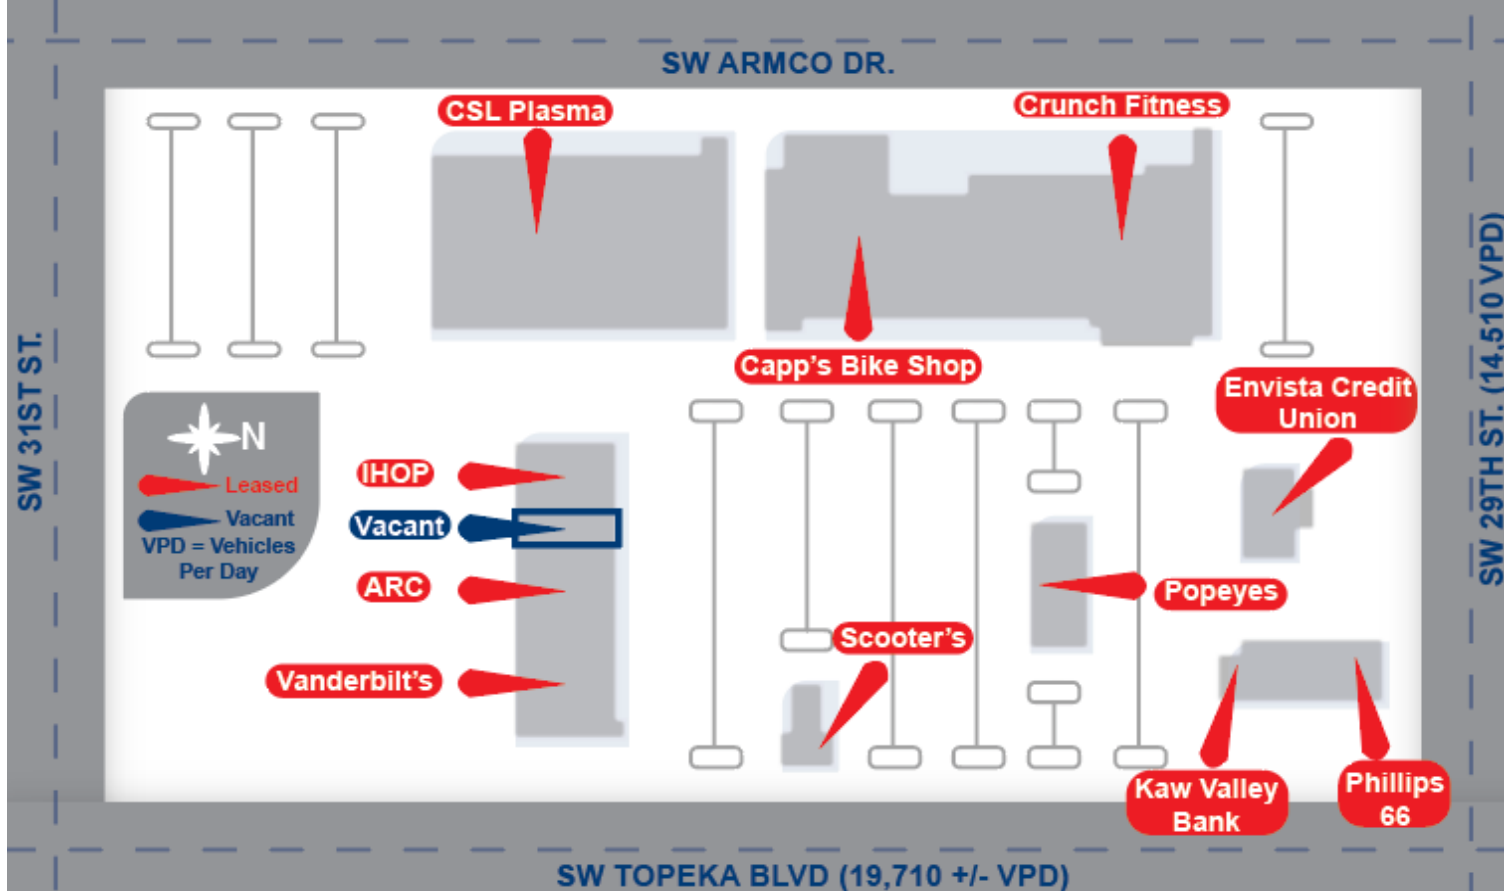 SW ARMCO DR.
CSL Plasma
Crunch Fitness
SW 31ST ST.
SW 29TH ST. (14,510 VPD)
Capp's Bike Shop
Envista Credit
Union
N
Leased
Vacant
VPD = Vehicles
Per Day
IHOP
Vacant
ARC
Vanderbilt's
Scooter's
Popeyes
Kaw Valley
Bank
Phillips
66
SW TOPEKA BLVD (19,710 +/- VPD)